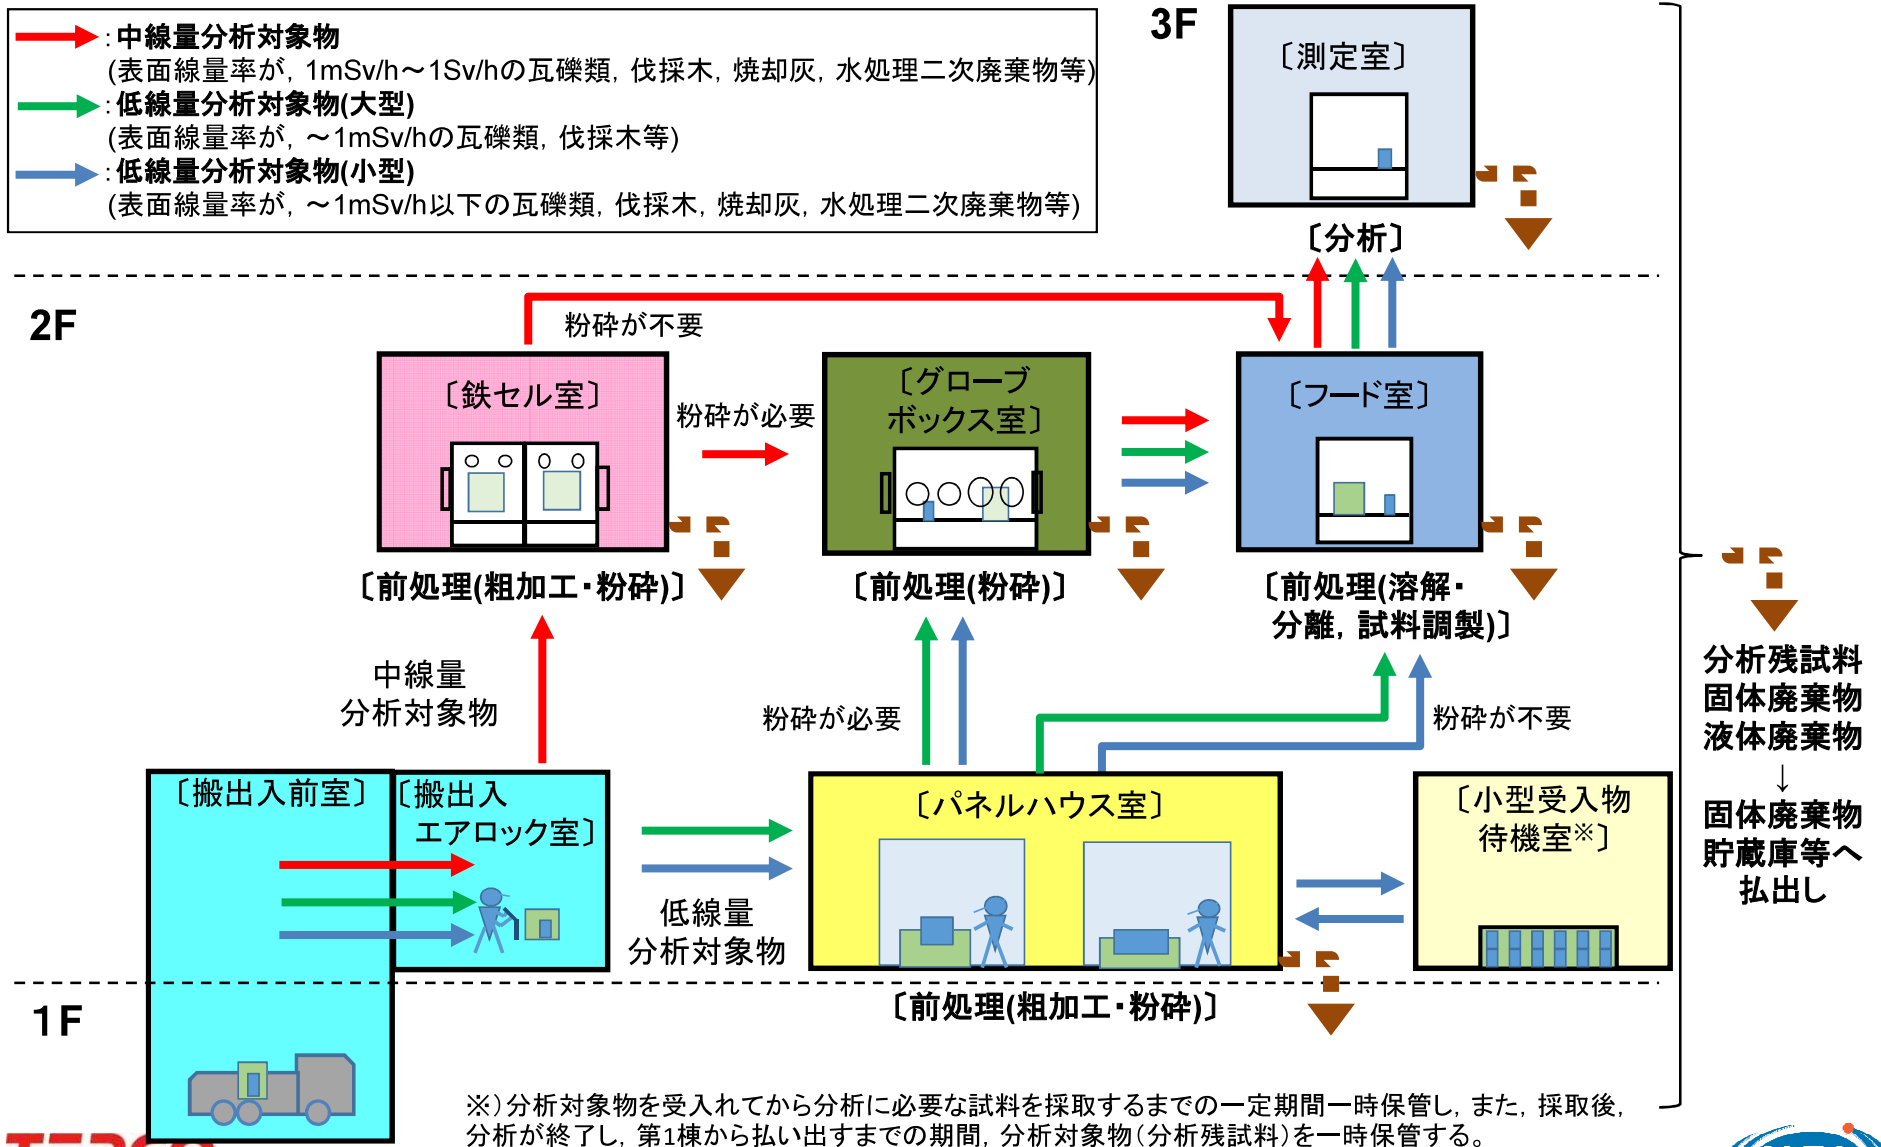 ：中線量分析対象物
(表面線量率が，1mSv/h～1Sv/hの瓦礫類，伐採木，焼却灰，水処理二次廃棄物等)
：低線量分析対象物(大型)
(表面線量率が，～1mSv/hの瓦礫類，伐採木等)
：低線量分析対象物(小型)
(表面線量率が，～1mSv/h以下の瓦礫類，伐採木，焼却灰，水処理二次廃棄物等)
3F
〔測定室〕
〔分析〕
2F
粉砕が不要
〔鉄セル室〕
粉砕が必要
〔グローブ
ボックス室〕
〔フード室〕
〔前処理(粗加工・粉砕)〕
〔前処理(粉砕)〕
〔前処理(溶解・
分離，試料調製)〕
中線量
分析対象物
粉砕が必要
粉砕が不要
分析残試料
固体廃棄物
液体廃棄物
↓
固体廃棄物
貯蔵庫等へ
払出し
〔搬出入前室〕
〔搬出入
エアロック室〕
低線量
分析対象物
〔パネルハウス室〕
〔小型受入物
待機室※〕
〔前処理(粗加工・粉砕)〕
1F
※）分析対象物を受入れてから分析に必要な試料を採取するまでの一定期間一時保管し，また，採取後，
分析が終了し，第1棟から払い出すまでの期間，分析対象物（分析残試料）を一時保管する。
TEPCO